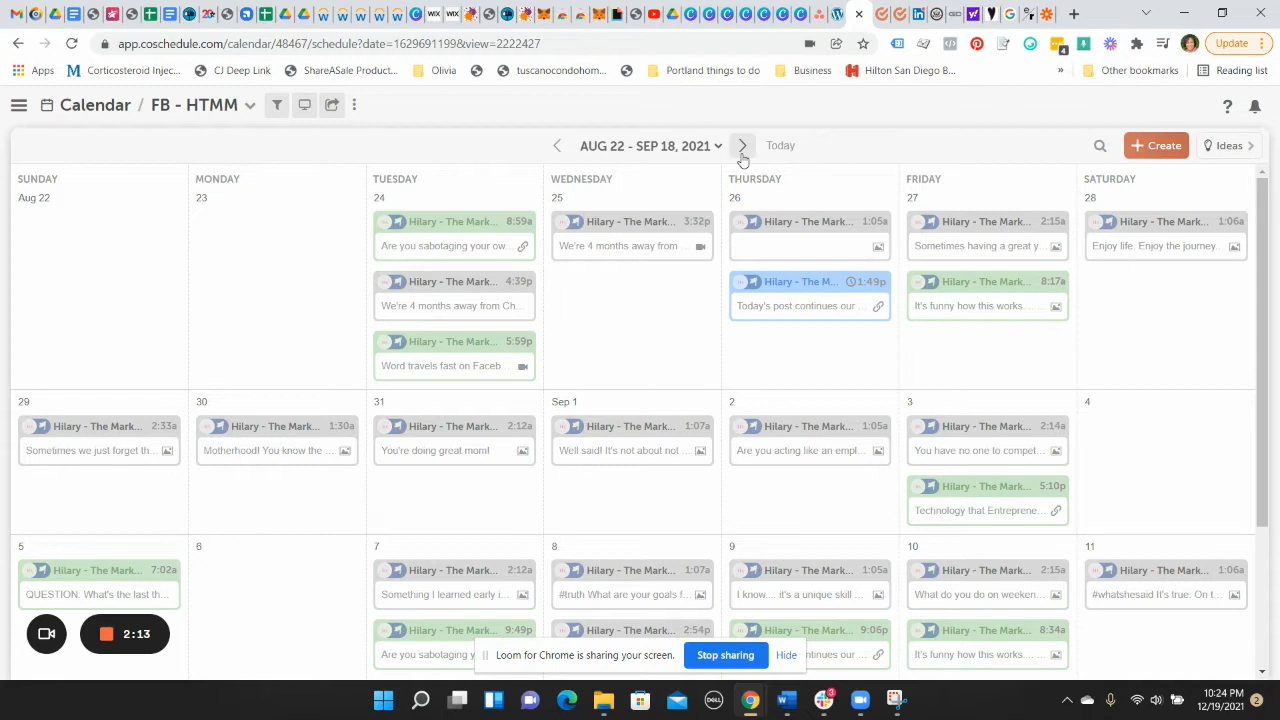 app.coschedule.com/calendar/48467/schedule?date=1629691199&view=2222427
4
Update
Apps
Corticosteroid Injec...
CJ Deep Link
ShareASale Product...
Olivia
tuscanocondohom...
Portland things to do
Business
Hilton San Diego B...
»
Other bookmarks
Reading list
Calendar / FB - HTMM
?
AUG 22 - SEP 18, 2021
Today
+ Create
Ideas
SUNDAY MONDAY TUESDAY WEDNESDAY THURSDAY FRIDAY SATURDAY
Aug 22 23 24 25 26 27 28
Hilary - The Mark... 8:59a
Are you sabotaging your ow
Hilary - The Mark... 4:39p
We're 4 months away from Ch...
Hilary - The Mark... 5:59p
Word travels fast on Faceb...
Hilary - The Mark... 3:32p
We're 4 months away from
Hilary - The Mark... 1:05a
Hilary - The M... 1:49p
Today's post continues our
Hilary - The Mark... 2:15a
Sometimes having a great y...
Hilary - The Mark... 8:17a
It's funny how this works....
Hilary - The Mark... 1:06a
Enjoy life. Enjoy the journey...
29 30 31 Sep 1 2 3 4
Hilary - The Mark... 2:33a
Sometimes we just forget th...
Hilary - The Mark... 1:30a
Motherhood! You know the ...
Hilary - The Mark... 2:12a
You're doing great mom!
Hilary - The Mark... 1:07a
Well said! It's not about not ...
Hilary - The Mark... 1:05a
Are you acting like an empl...
Hilary - The Mark... 2:14a
You have no one to compet...
Hilary - The Mark... 5:10p
Technology that Entreprene...
5 6 7 8 9 10 11
Hilary - The Mark... 7:02a
QUESTION: What's the last th...
Hilary - The Mark... 2:12a
Something I learned early i...
Hilary - The Mark... 9:49p
Are you sabotaging y
Hilary - The Mark... 1:07a
#truth What are your goals f...
Hilary - The Mark... 2:54p
Hilary - The Mark... 1:05a
I know.... it's a unique skill ...
Hilary - The Mark... 9:06p
ntinues our ...
Hilary - The Mark... 2:15a
What do you do on weeken...
Hilary - The Mark... 8:34a
It's funny how this works....
Hilary - The Mark... 1:06a
#whatshesaid It's true. On t...
2:13
Loom for Chrome is sharing your screen.
Stop sharing
Hide
DELL
3
10:24 PM
12/19/2021